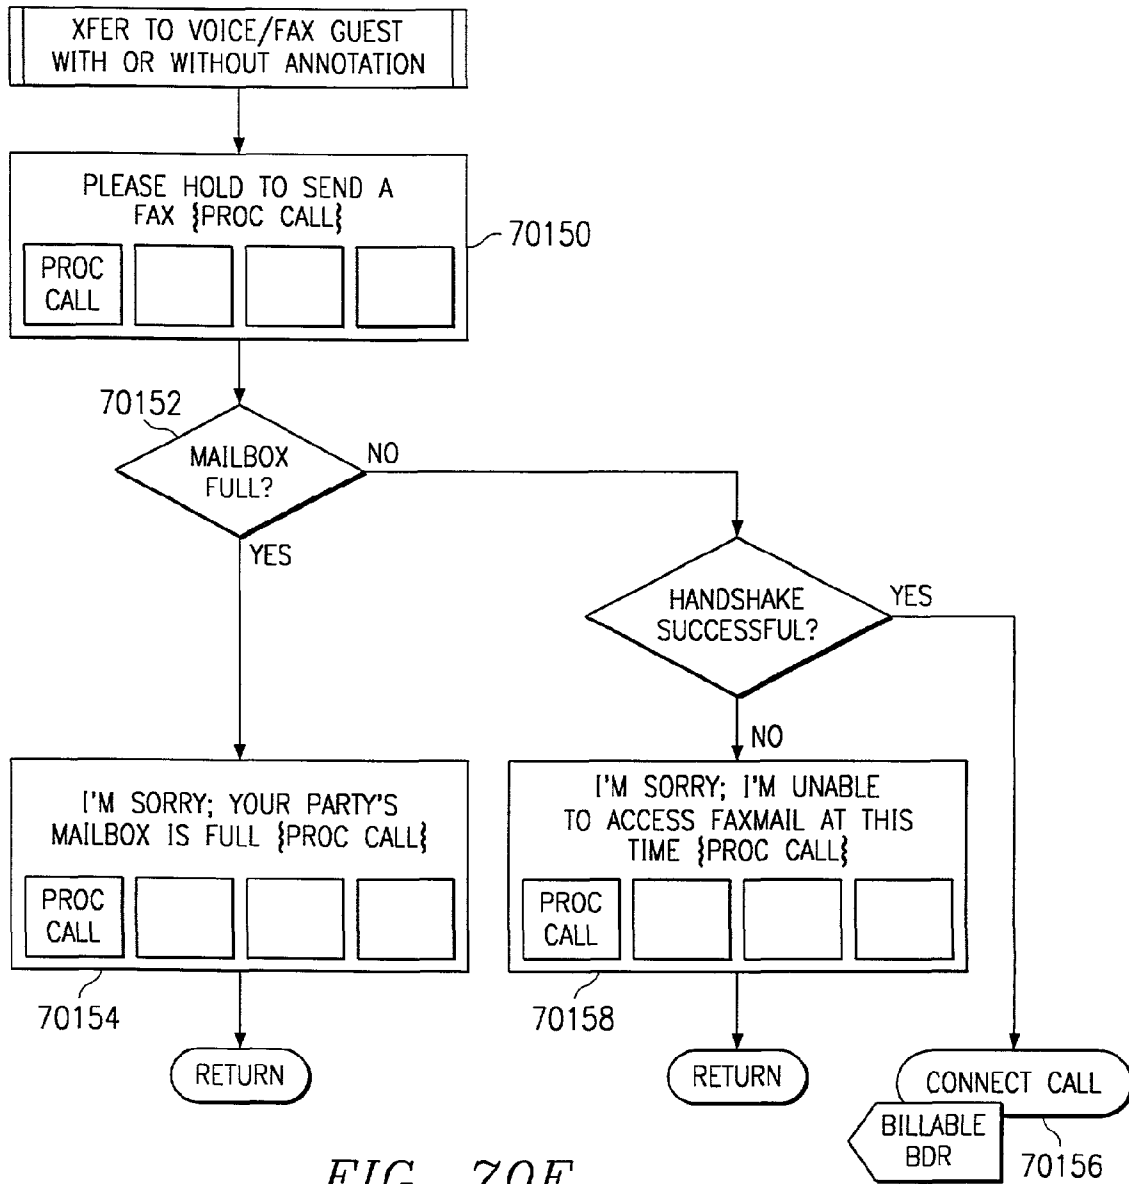 XFER TO VOICE/FAX GUEST
WITH OR WITHOUT ANNOTATION
PLEASE HOLD TO SEND A
FAX {PROC CALL}
70150
PROC
CALL
70152
MAILBOX
FULL?
NO
YES
HANDSHAKE
SUCCESSFUL?
YES
NO
I'M SORRY; YOUR PARTY'S
MAILBOX IS FULL {PROC CALL}
PROC
CALL
70154
RETURN
I'M SORRY; I'M UNABLE
TO ACCESS FAXMAIL AT THIS
TIME {PROC CALL}
PROC
CALL
70158
RETURN
CONNECT CALL
BILLABLE
BDR
70156